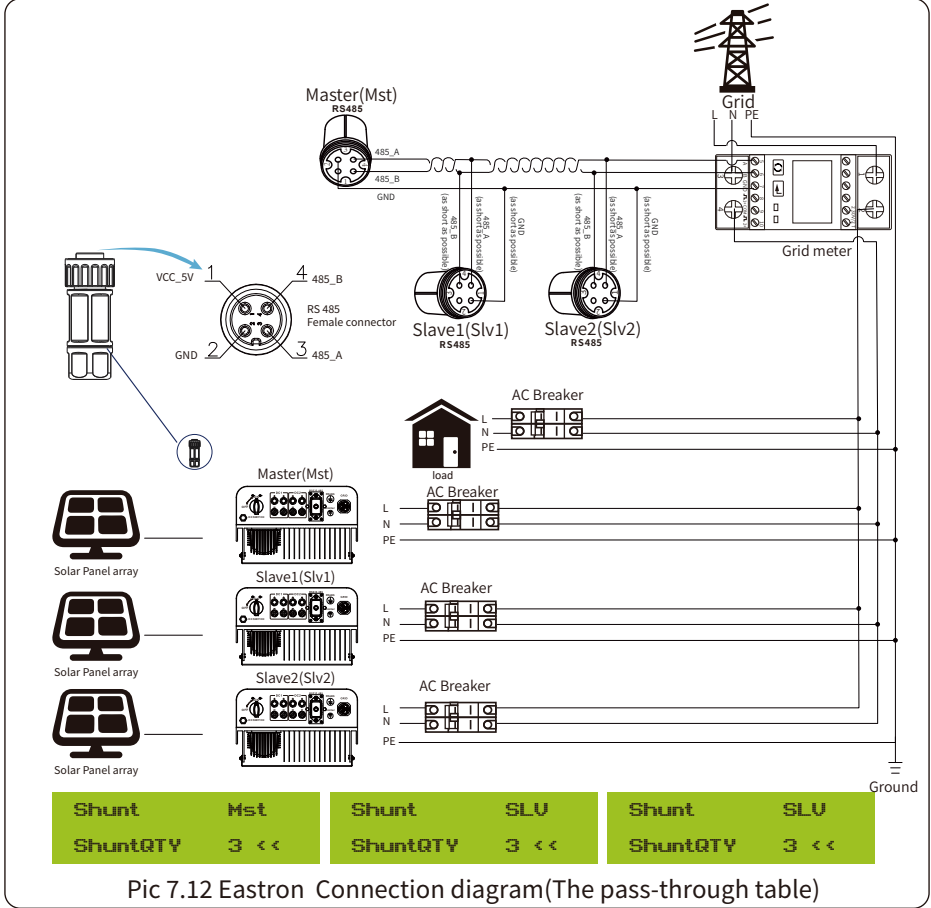 Master(Mst)
RS485
485_A
485_B
GND
Grid
L N PE
Grid meter
3
4
1
2
485_B
(as short as possible)
485_A
(as short as possible)
GND
(as short as possible)
485_B
(as short as possible)
485_A
(as short as possible)
GND
(as short as possible)
Slave1(Slv1)
RS485
Slave2(Slv2)
RS485
VCC_5V
1
4
485_B
RS 485
Female connector
GND
2
3
485_A
AC Breaker
L
N
PE
load
Master(Mst)
AC Breaker
L
N
PE
Solar Panel array
Slave1(Slv1)
AC Breaker
L
N
PE
Solar Panel array
Slave2(Slv2)
AC Breaker
L
N
PE
Solar Panel array
Ground
Shunt Mst
ShuntQTY 3 <<
Shunt SLV
ShuntQTY 3 <<
Shunt SLV
ShuntQTY 3 <<
Pic 7.12 Eastron Connection diagram(The pass-through table)